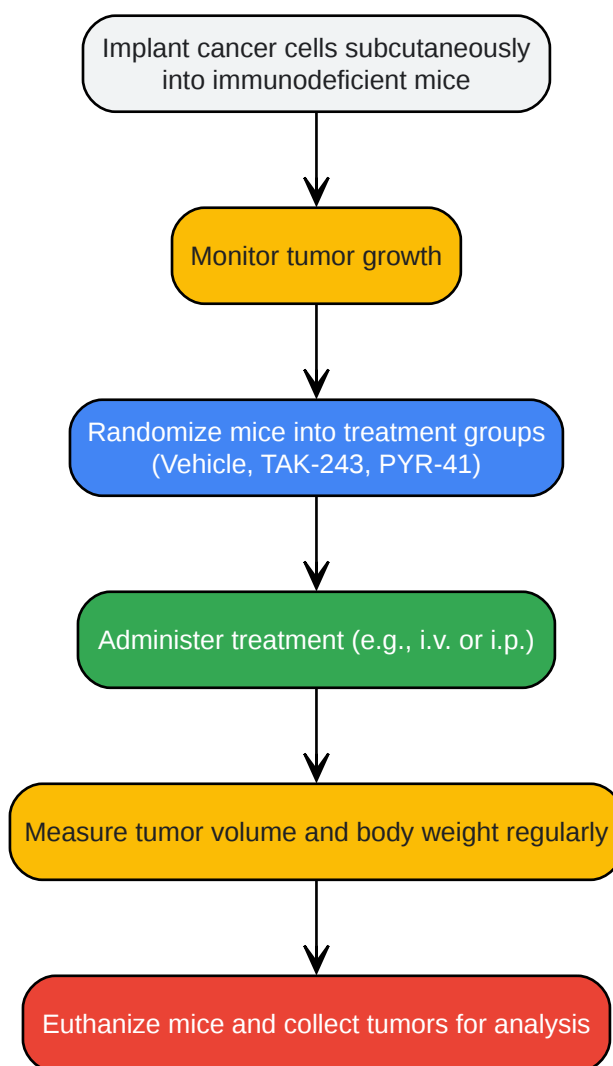 Implant cancer cells subcutaneously
into immunodeficient mice
Monitor tumor growth
Randomize mice into treatment groups
(Vehicle, TAK-243, PYR-41)
Administer treatment (e.g., i.v. or i.p.)
Measure tumor volume and body weight regularly
Euthanize mice and collect tumors for analysis